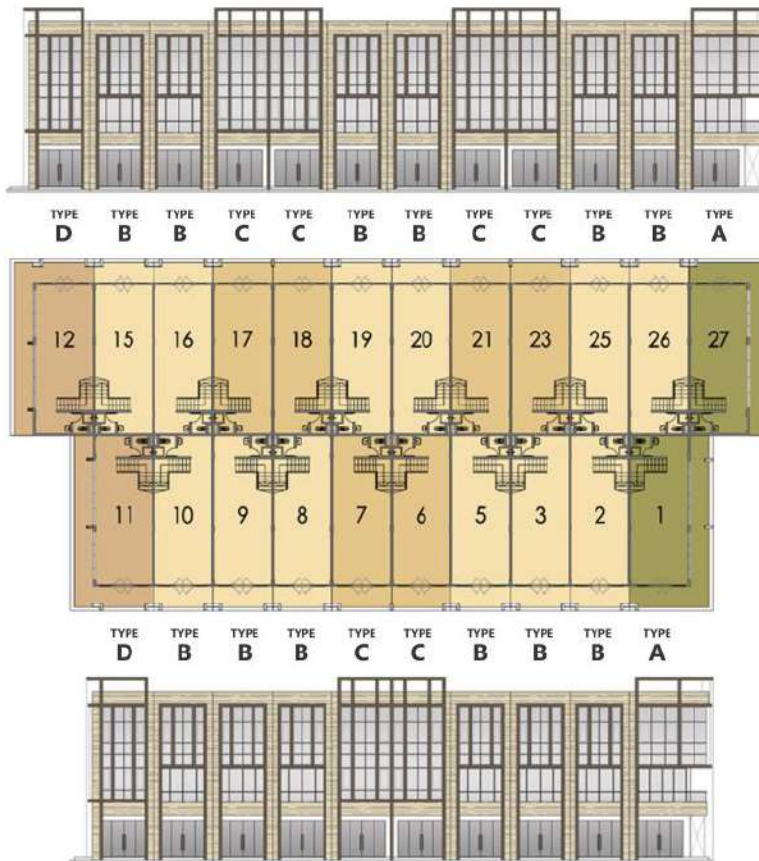 TYPE TYPE TYPE TYPE TYPE TYPE TYPE TYPE TYPE TYPE TYPE TYPE
D B B C C B B C C B B A
12 15 16 17 18 19 20 21 23 25 26 27
11 10 9 8 7 6 5 3 2 1
TYPE TYPE TYPE TYPE TYPE TYPE TYPE TYPE TYPE TYPE
D B B B C C B B B A